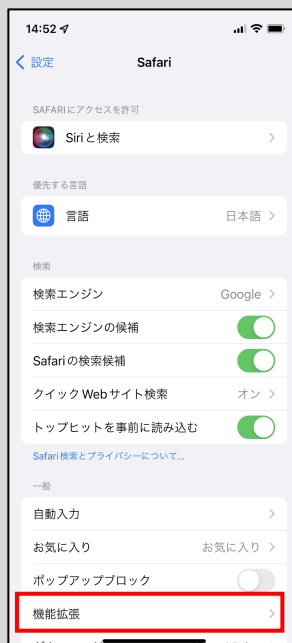 14:52
設定
Safari
SAFARIにアクセスを許可
Siriと検索
優先する言語
言語 日本語
検索
検索エンジン Google
検索エンジンの候補
Safariの検索候補
クイックWebサイト検索 オン
トップヒットを事前に読み込む
Safari検索とプライバシーについて...
一般
自動入力
お気に入り お気に入り
ポップアップブロック
機能拡張